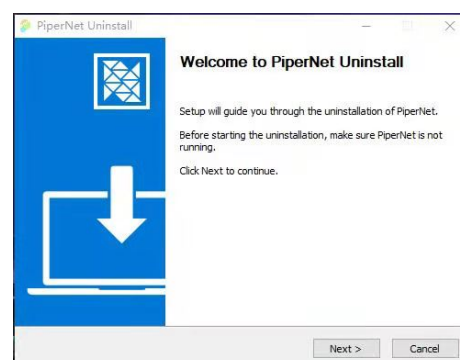 PiperNet Uninstall
Welcome to PiperNet Uninstall
Setup will guide you through the uninstallation of PiperNet.
Before starting the uninstallation, make sure PiperNet is not
running.
Click Next to continue.
Next > Cancel